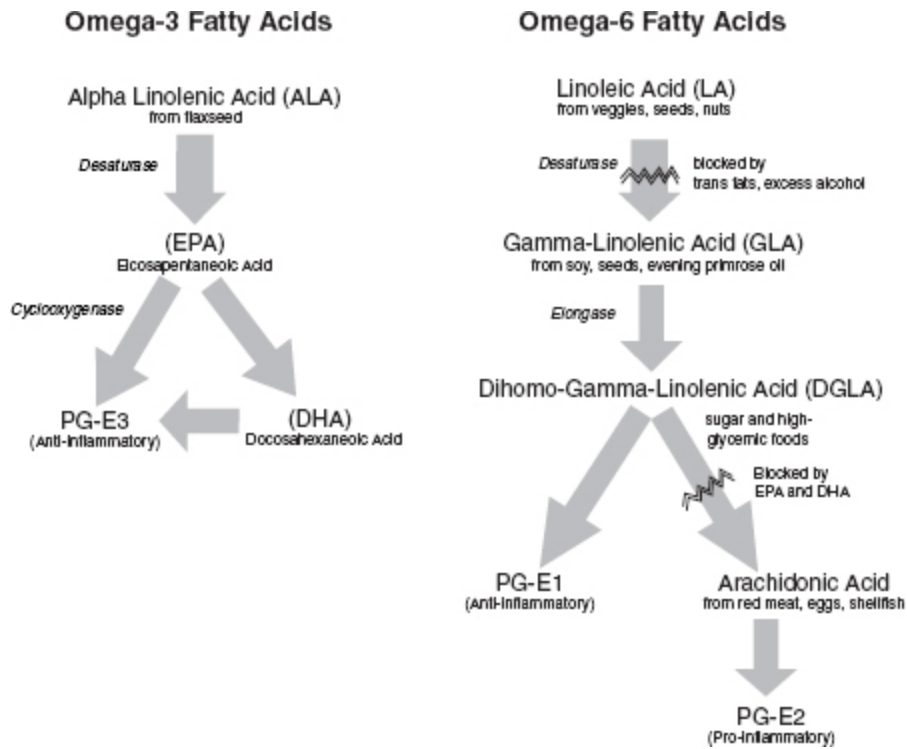 Omega-3 Fatty Acids
Alpha Linolenic Acid (ALA)
from flaxseed
Desaturase
(EPA)
Eicosapentaneoic Acid
Cyclooxygenase
PG-E3
(Anti-inflammatory)
(DHA)
Docosahexaneoic Acid
Omega-6 Fatty Acids
Linoleic Acid (LA)
from veggies, seeds, nuts
Desaturase
blocked by
trans fats, excess alcohol
Gamma-Linolenic Acid (GLA)
from soy, seeds, evening primrose oil
Elongase
Dihomo-Gamma-Linolenic Acid (DGLA)
sugar and high-
glycemic foods
Blocked by
EPA and DHA
PG-E1
(Anti-inflammatory)
Arachidonic Acid
from red meat, eggs, shellfish
PG-E2
(Pro-inflammatory)